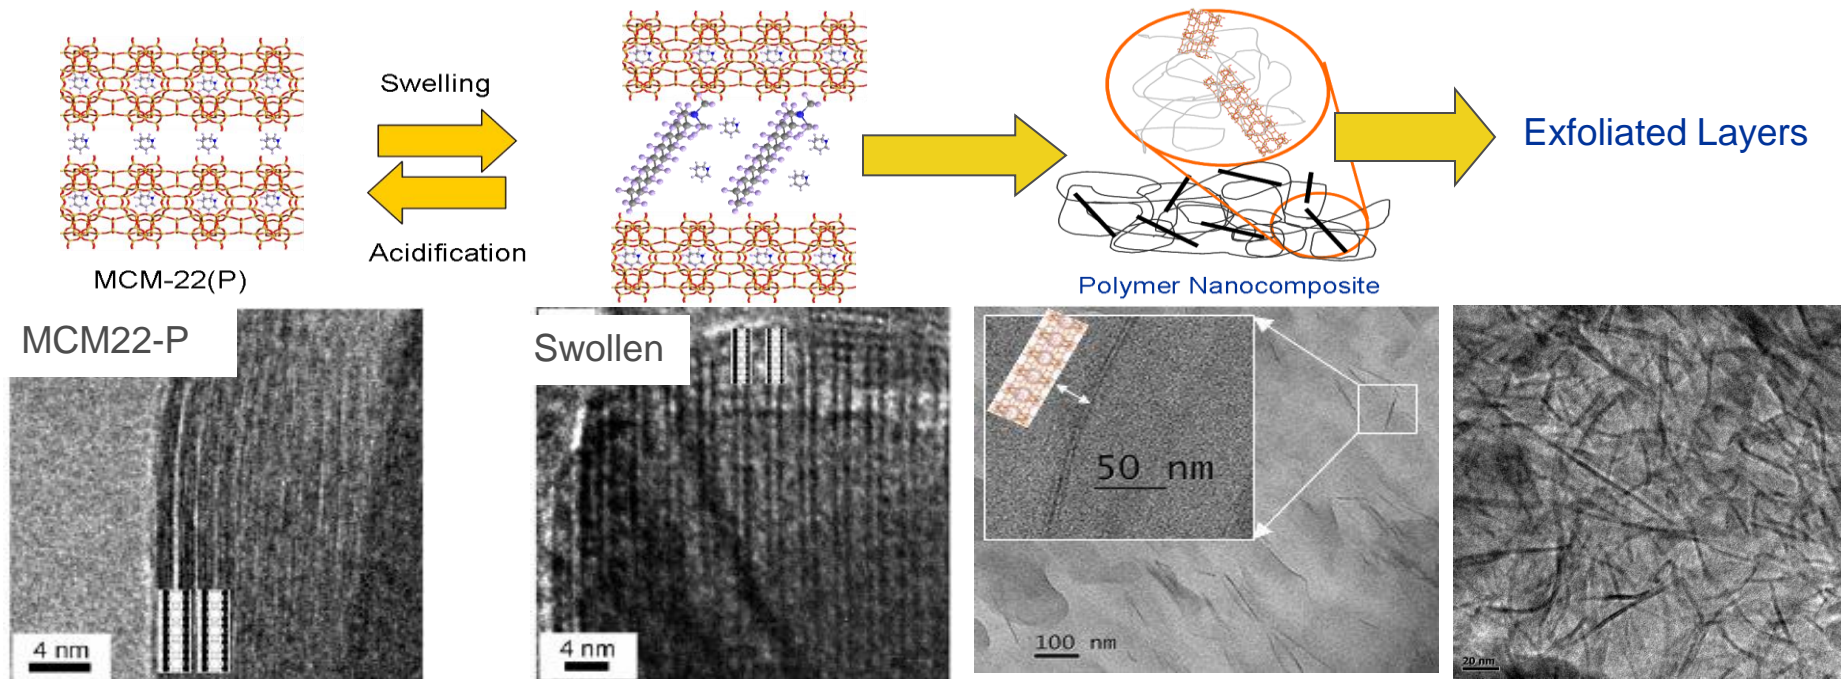 Swelling
Acidification
MCM-22(P)
Exfoliated Layers
Polymer Nanocomposite
MCM22-P
4 nm
Swollen
4 nm
50 nm
100 nm
20 nm